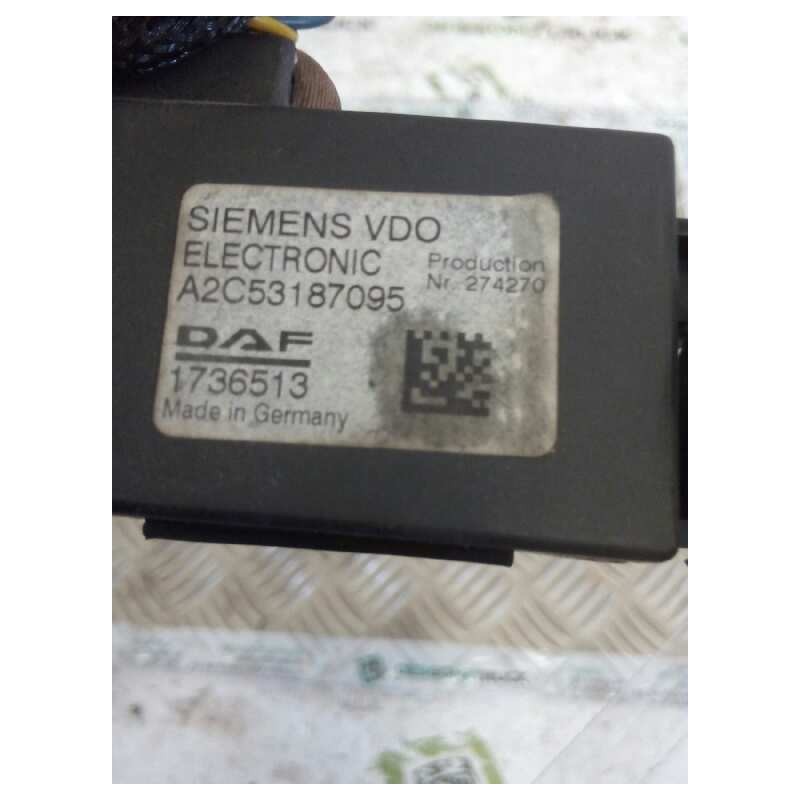 SIEMENS VDO
ELECTRONIC
A2C53187095
Production
Nr. 274270
DAF
1736513
Made in Germany